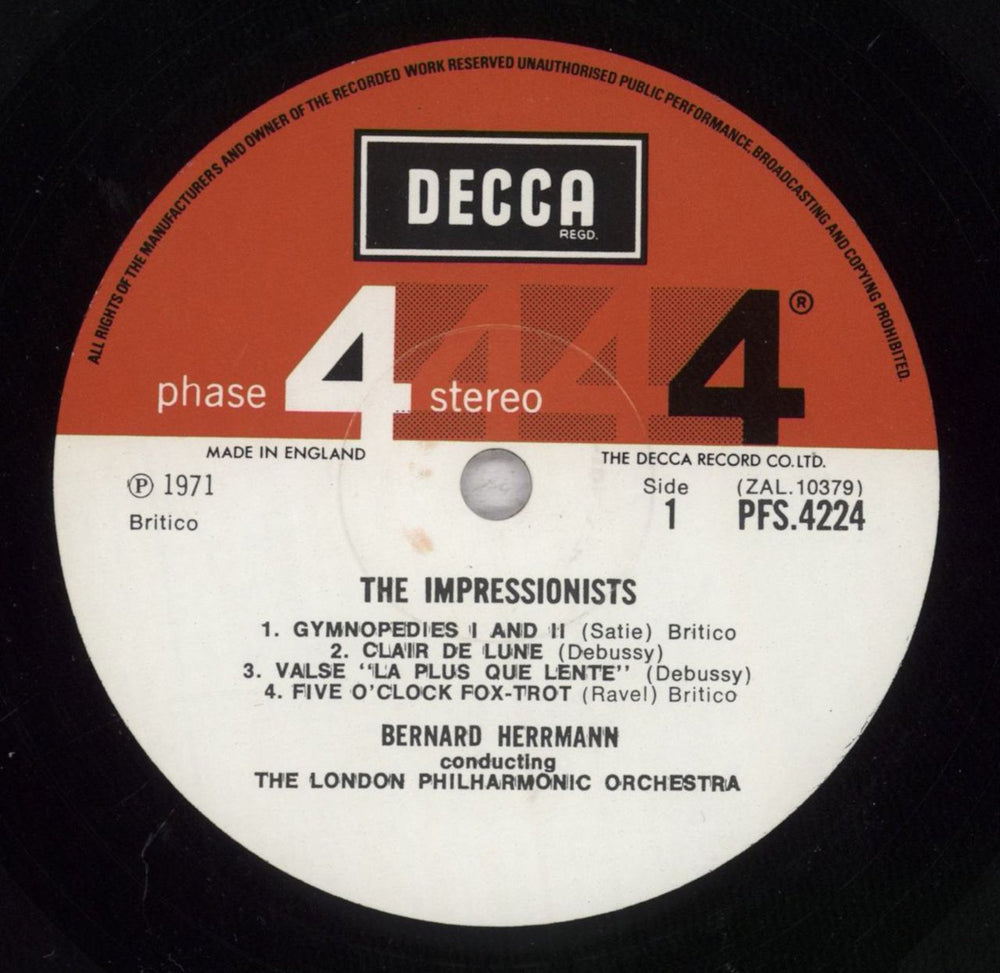 ALL RIGHTS OF THE MANUFACTURERS AND OWNER OF THE RECORDED WORK RESERVED UNAUTHORISED PUBLIC PERFORMANCE, BROADCASTING AND COPYING PROHIBITED.
DECCA
REGD.
4 4 4 4 ®
phase 4 stereo
MADE IN ENGLAND
THE DECCA RECORD CO. LTD.
℗ 1971
Britico
Side (ZAL.10379)
1 PFS.4224
THE IMPRESSIONISTS
1. GYMNOPEDIES I AND II (Satie) Britico
2. CLAIR DE LUNE (Debussy)
3. VALSE “LA PLUS QUE LENTE” (Debussy)
4. FIVE O’CLOCK FOX-TROT (Ravel) Britico
BERNARD HERRMANN
conducting
THE LONDON PHILHARMONIC ORCHESTRA